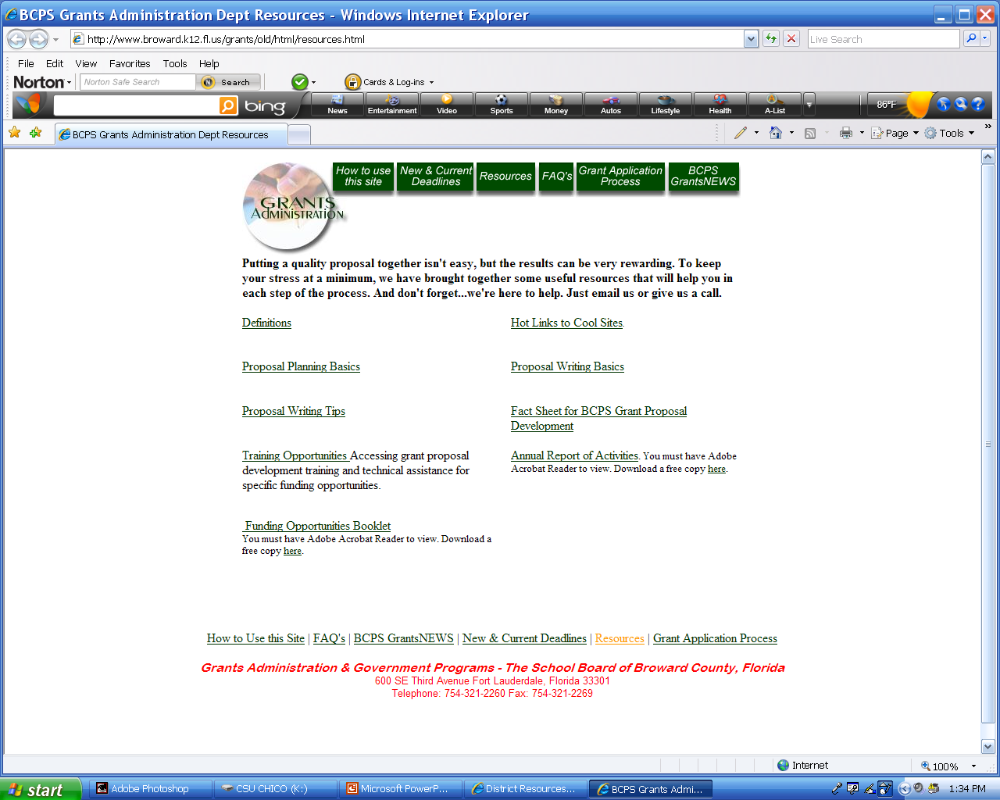 BCPS Grants Administration Dept Resources - Windows Internet Explorer
http://www.broward.k12.fl.us/grants/old/html/resources.html
Live Search
File Edit View Favorites Tools Help
Norton Norton Safe Search Search Cards & Log-ins
bing News Entertainment Video Sports Money Autos Lifestyle Health A-List 86°F
BCPS Grants Administration Dept Resources
Page Tools
How to use this site
New & Current Deadlines
Resources
FAQ's
Grant Application Process
BCPS GrantsNEWS
GRANTS
ADMINISTRATION
Putting a quality proposal together isn't easy, but the results can be very rewarding. To keep
your stress at a minimum, we have brought together some useful resources that will help you in
each step of the process. And don't forget...we're here to help. Just email us or give us a call.
Definitions
Hot Links to Cool Sites.
Proposal Planning Basics
Proposal Writing Basics
Proposal Writing Tips
Fact Sheet for BCPS Grant Proposal
Development
Training Opportunities Accessing grant proposal
development training and technical assistance for
specific funding opportunities.
Annual Report of Activities. You must have Adobe
Acrobat Reader to view. Download a free copy here.
Funding Opportunities Booklet
You must have Adobe Acrobat Reader to view. Download a
free copy here.
How to Use this Site | FAQ's | BCPS GrantsNEWS | New & Current Deadlines | Resources | Grant Application Process
Grants Administration & Government Programs - The School Board of Broward County, Florida
600 SE Third Avenue Fort Lauderdale, Florida 33301
Telephone: 754-321-2260 Fax: 754-321-2269
Internet 100%
start Adobe Photoshop CSU CHICO (K:) Microsoft PowerP... District Resources... BCPS Grants Admi... 1:34 PM